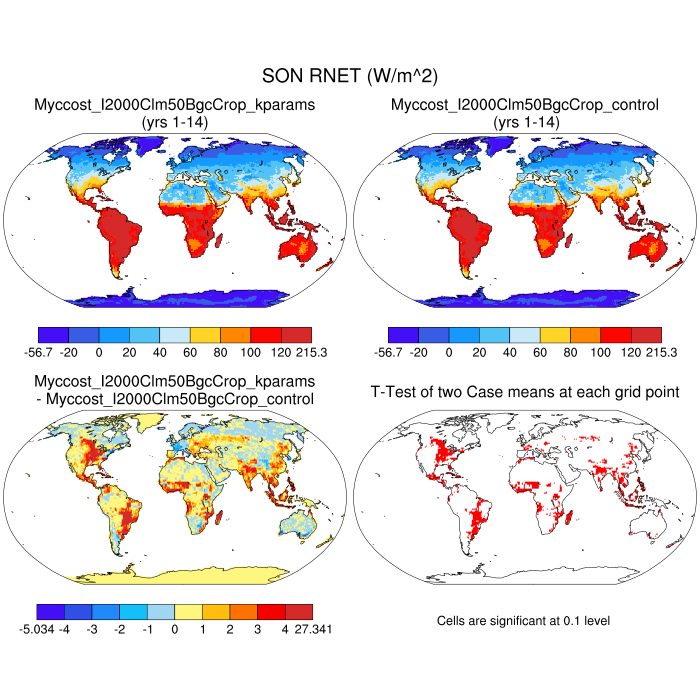 SON RNET (W/m^2)
Myccost_I2000Clm50BgcCrop_kparams
(yrs 1-14)
Myccost_I2000Clm50BgcCrop_control
(yrs 1-14)
-56.7 -20 0 20 40 60 80 100 120 215.3
-56.7 -20 0 20 40 60 80 100 120 215.3
Myccost_I2000Clm50BgcCrop_kparams
- Myccost_I2000Clm50BgcCrop_control
T-Test of two Case means at each grid point
-5.034 -4 -3 -2 -1 0 1 2 3 4 27.341
Cells are significant at 0.1 level